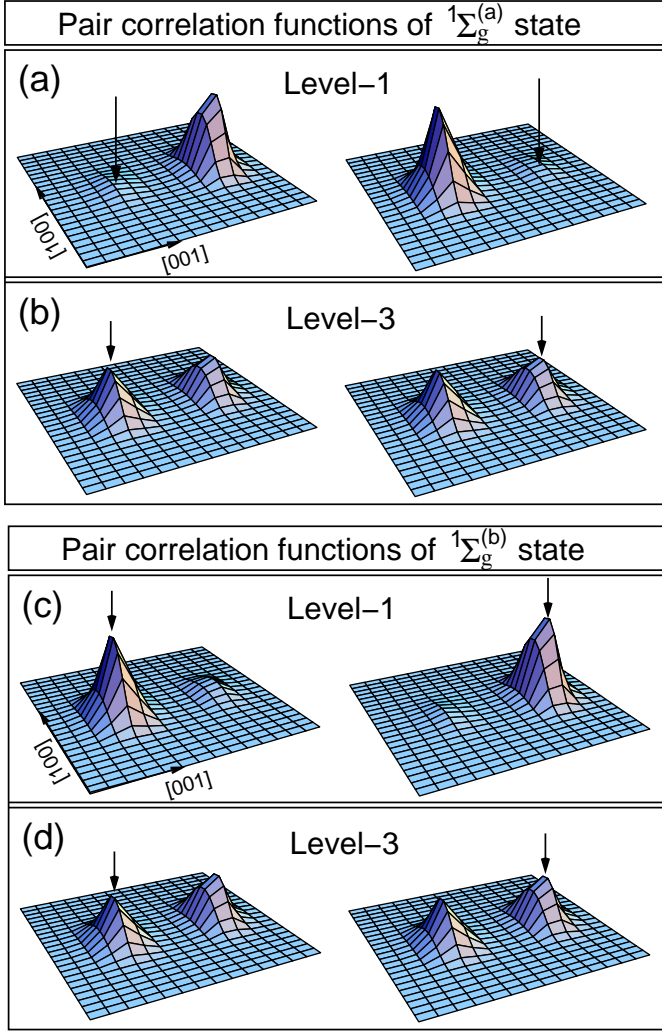 Pair correlation functions of ¹Σg(a) state
(a) Level−1
[100]
[001]
(b) Level−3
Pair correlation functions of ¹Σg(b) state
(c) Level−1
[100]
[001]
(d) Level−3